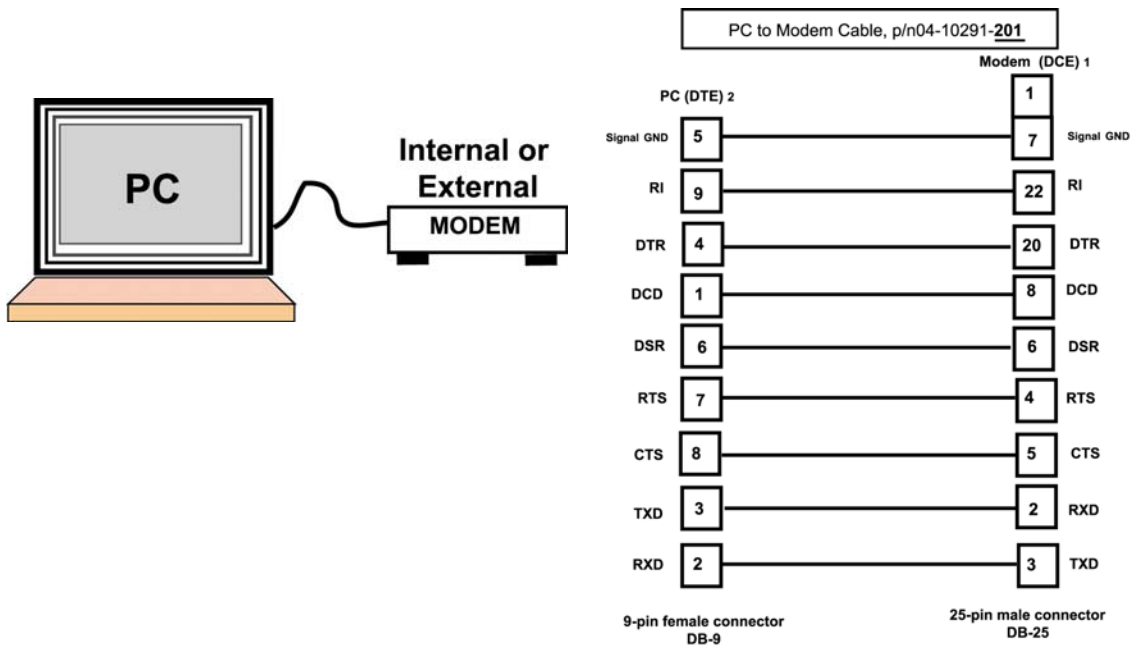 PC
Internal or
External
MODEM
PC to Modem Cable, p/n04-10291-201
Modem (DCE) 1
PC (DTE) 2
1
Signal GND 5 7 Signal GND
RI 9 22 RI
DTR 4 20 DTR
DCD 1 8 DCD
DSR 6 6 DSR
RTS 7 4 RTS
CTS 8 5 CTS
TXD 3 2 RXD
RXD 2 3 TXD
9-pin female connector
DB-9
25-pin male connector
DB-25